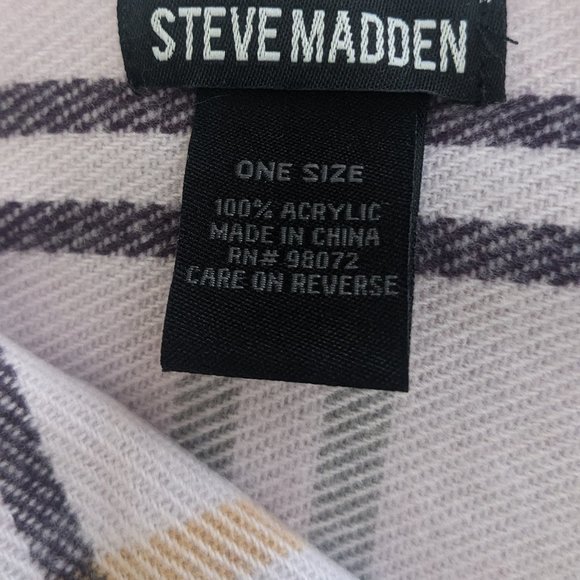 STEVE MADDEN
ONE SIZE
100% ACRYLIC
MADE IN CHINA
RN# 98072
CARE ON REVERSE